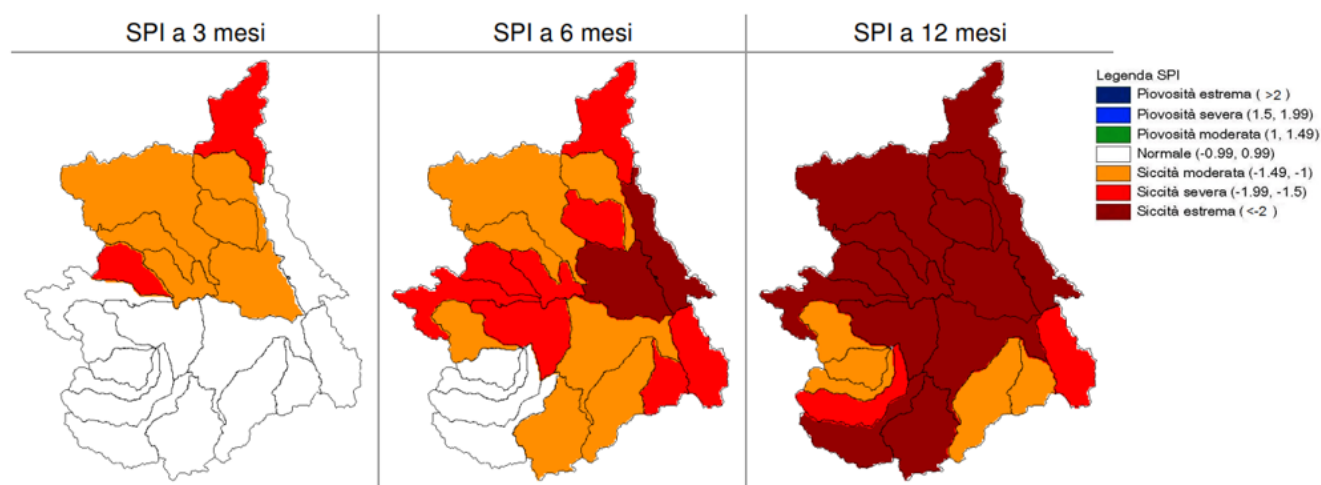 SPI a 3 mesi
SPI a 6 mesi
SPI a 12 mesi
Legenda SPI
Piovosità estrema ( >2 )
Piovosità severa (1.5, 1.99)
Piovosità moderata (1, 1.49)
Normale (-0.99, 0.99)
Siccità moderata (-1.49, -1)
Siccità severa (-1.99, -1.5)
Siccità estrema (<-2 )